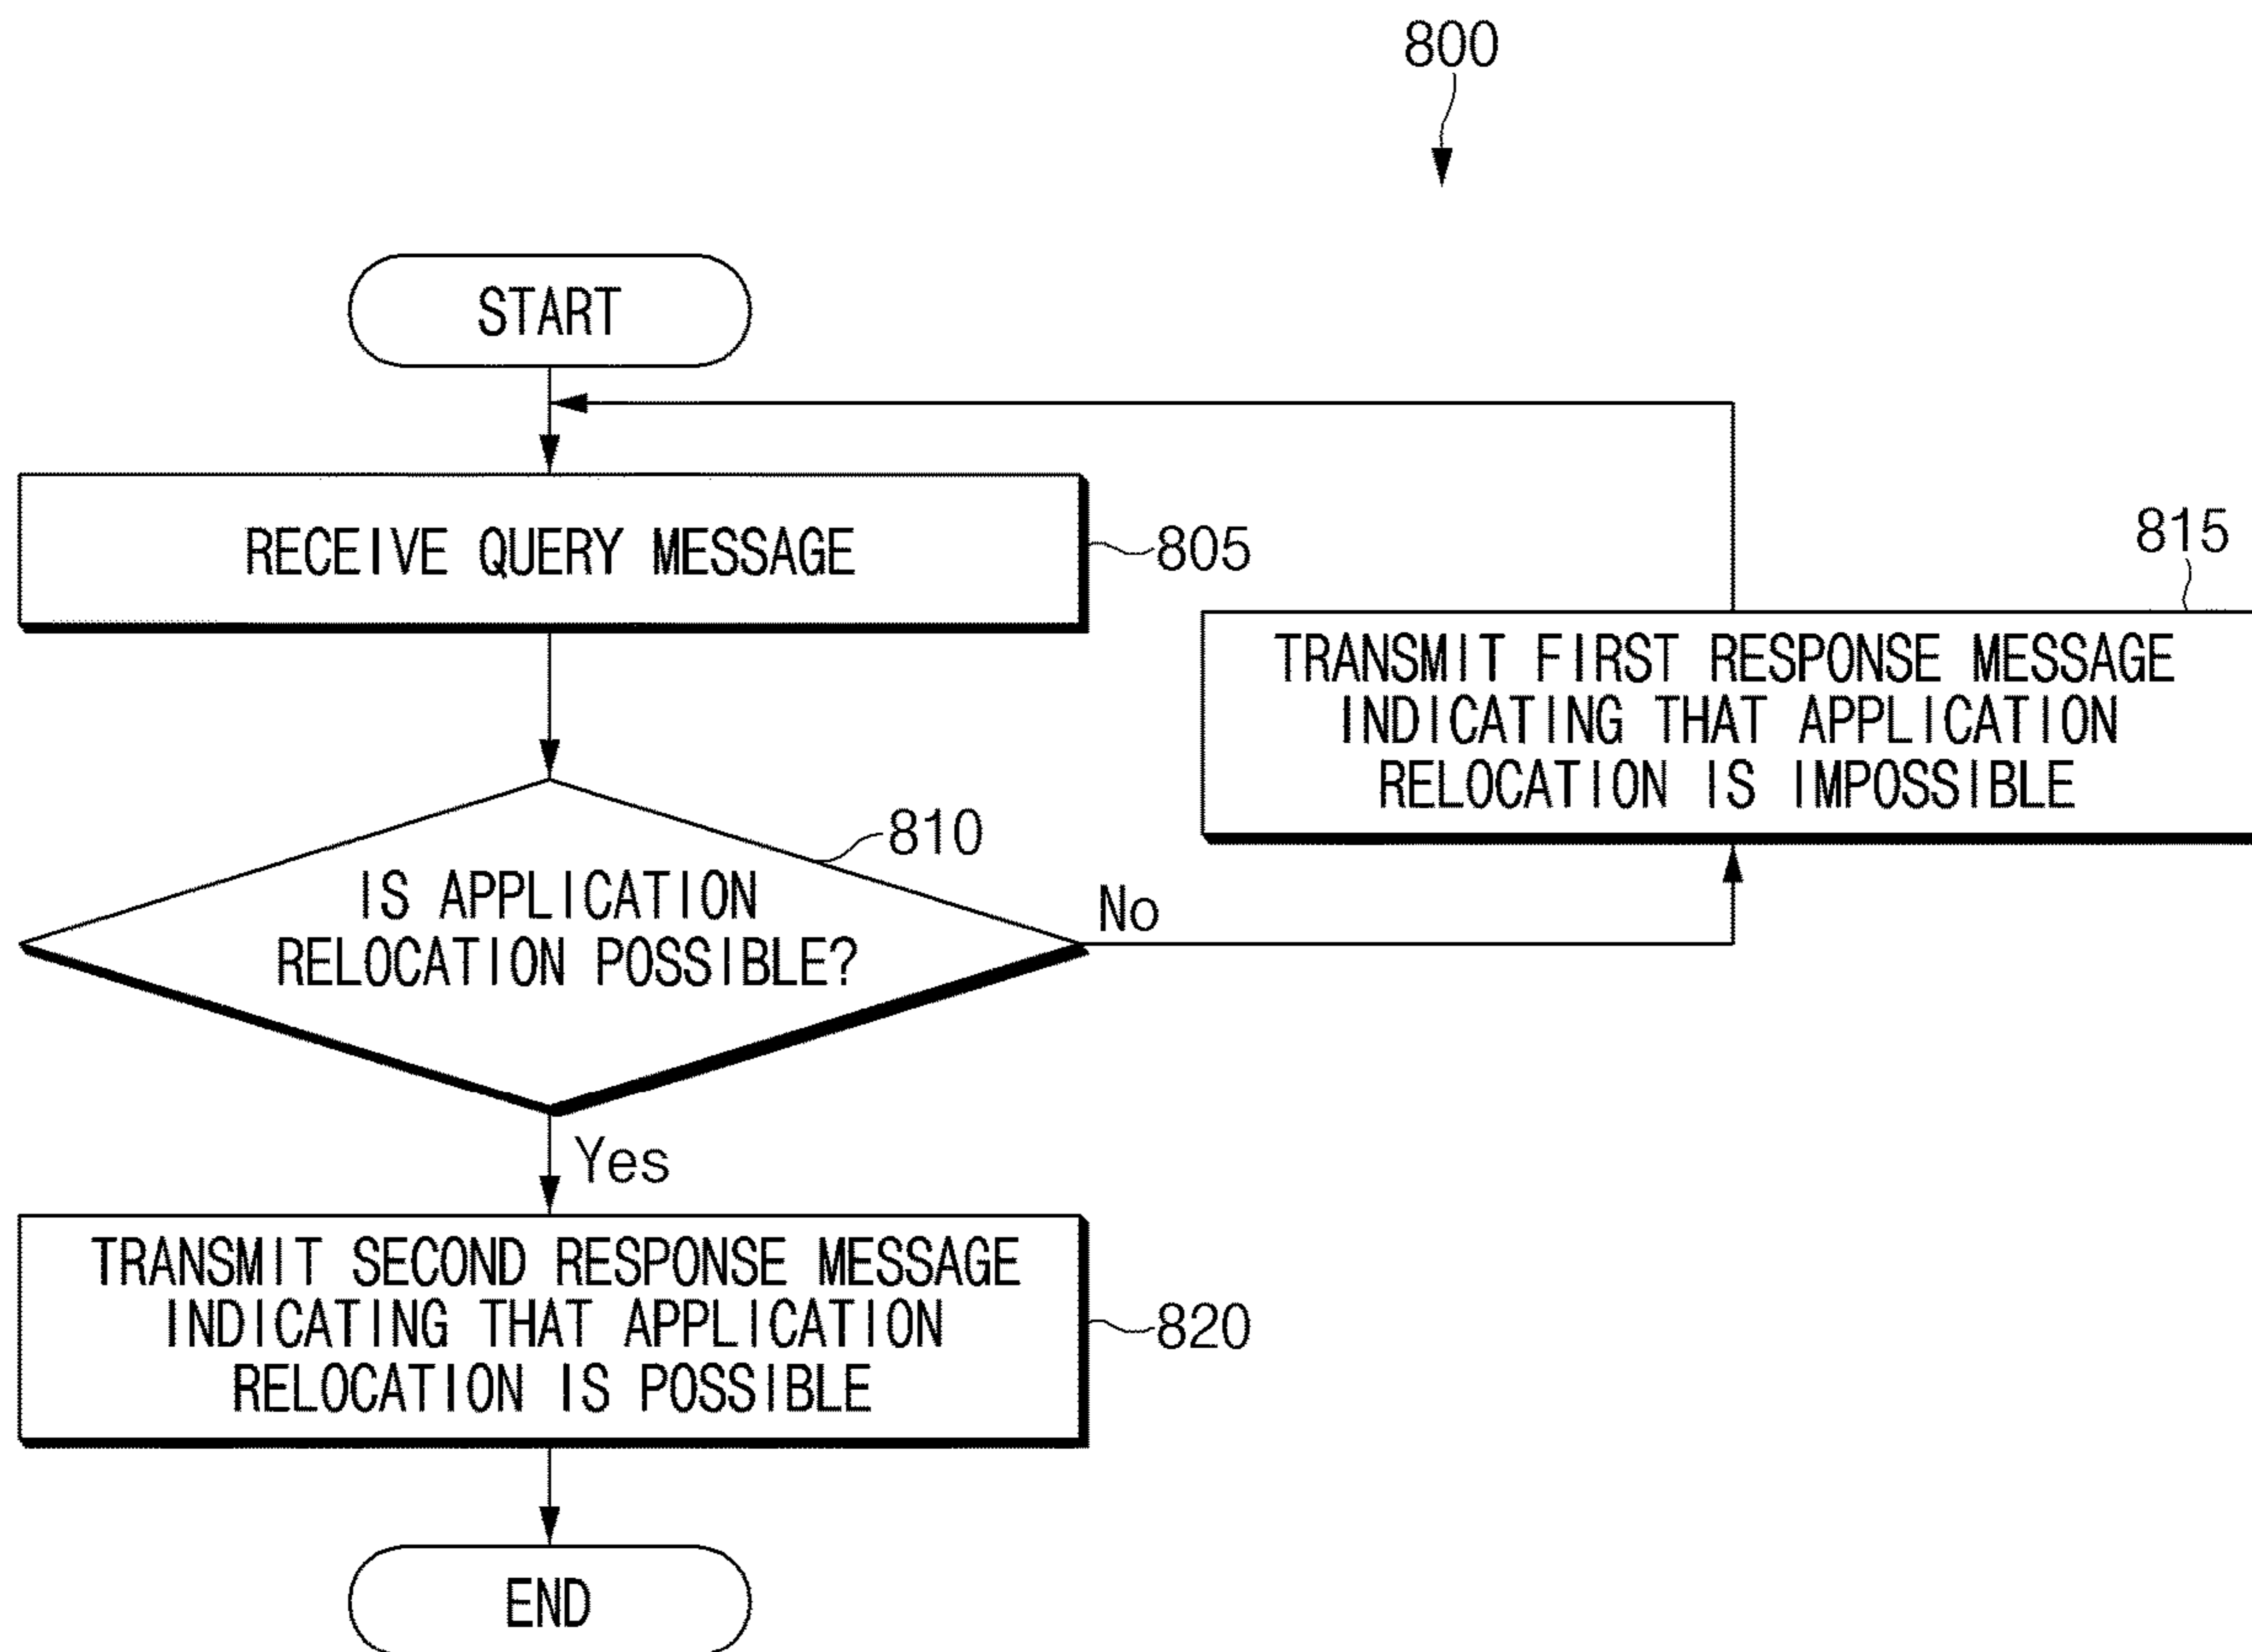 800
START
RECEIVE QUERY MESSAGE
805
815
TRANSMIT FIRST RESPONSE MESSAGE
INDICATING THAT APPLICATION
RELOCATION IS IMPOSSIBLE
810
IS APPLICATION
RELOCATION POSSIBLE?
No
Yes
TRANSMIT SECOND RESPONSE MESSAGE
INDICATING THAT APPLICATION
RELOCATION IS POSSIBLE
820
END